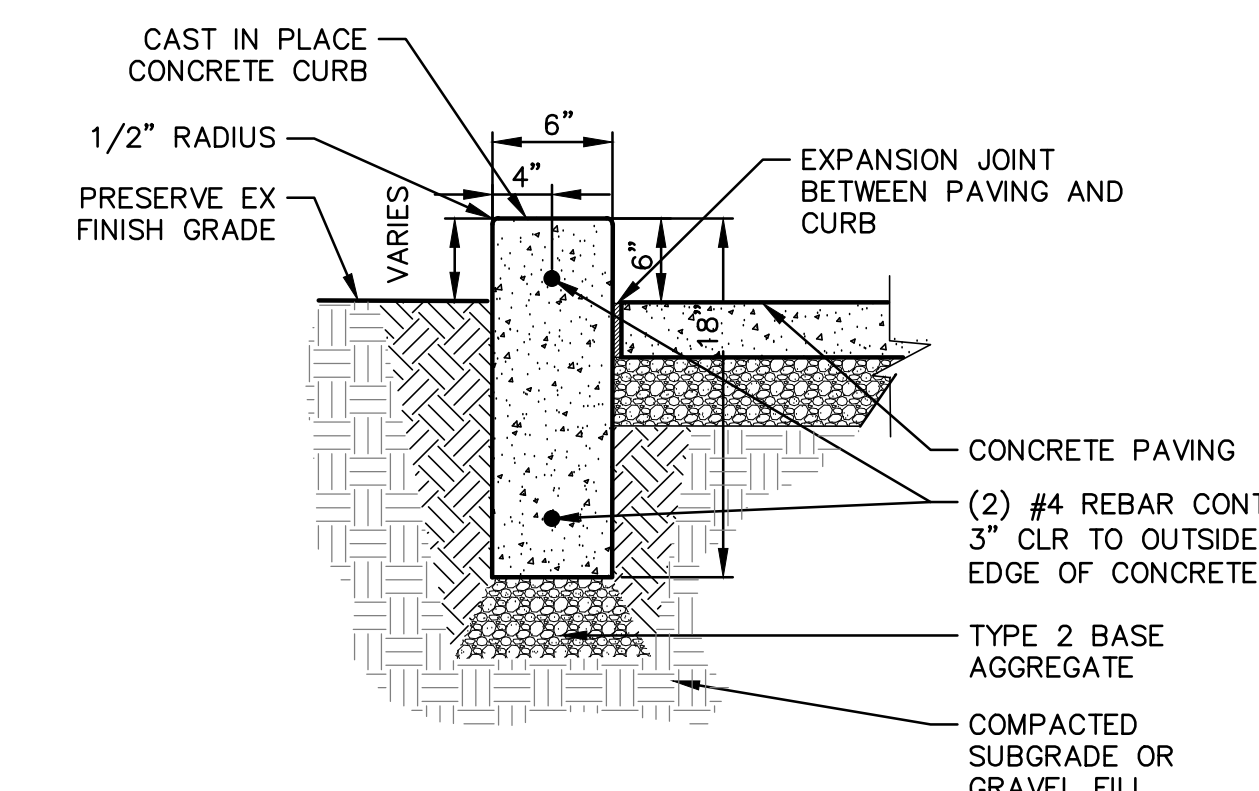 CAST IN PLACE
CONCRETE CURB
1/2" RADIUS
PRESERVE EX
FINISH GRADE
VARIES
6"
4"
6"
18"
EXPANSION JOINT
BETWEEN PAVING AND
CURB
CONCRETE PAVING
(2) #4 REBAR CONT
3" CLR TO OUTSIDE
EDGE OF CONCRETE
TYPE 2 BASE
AGGREGATE
COMPACTED
SUBGRADE OR
GRAVEL FILL